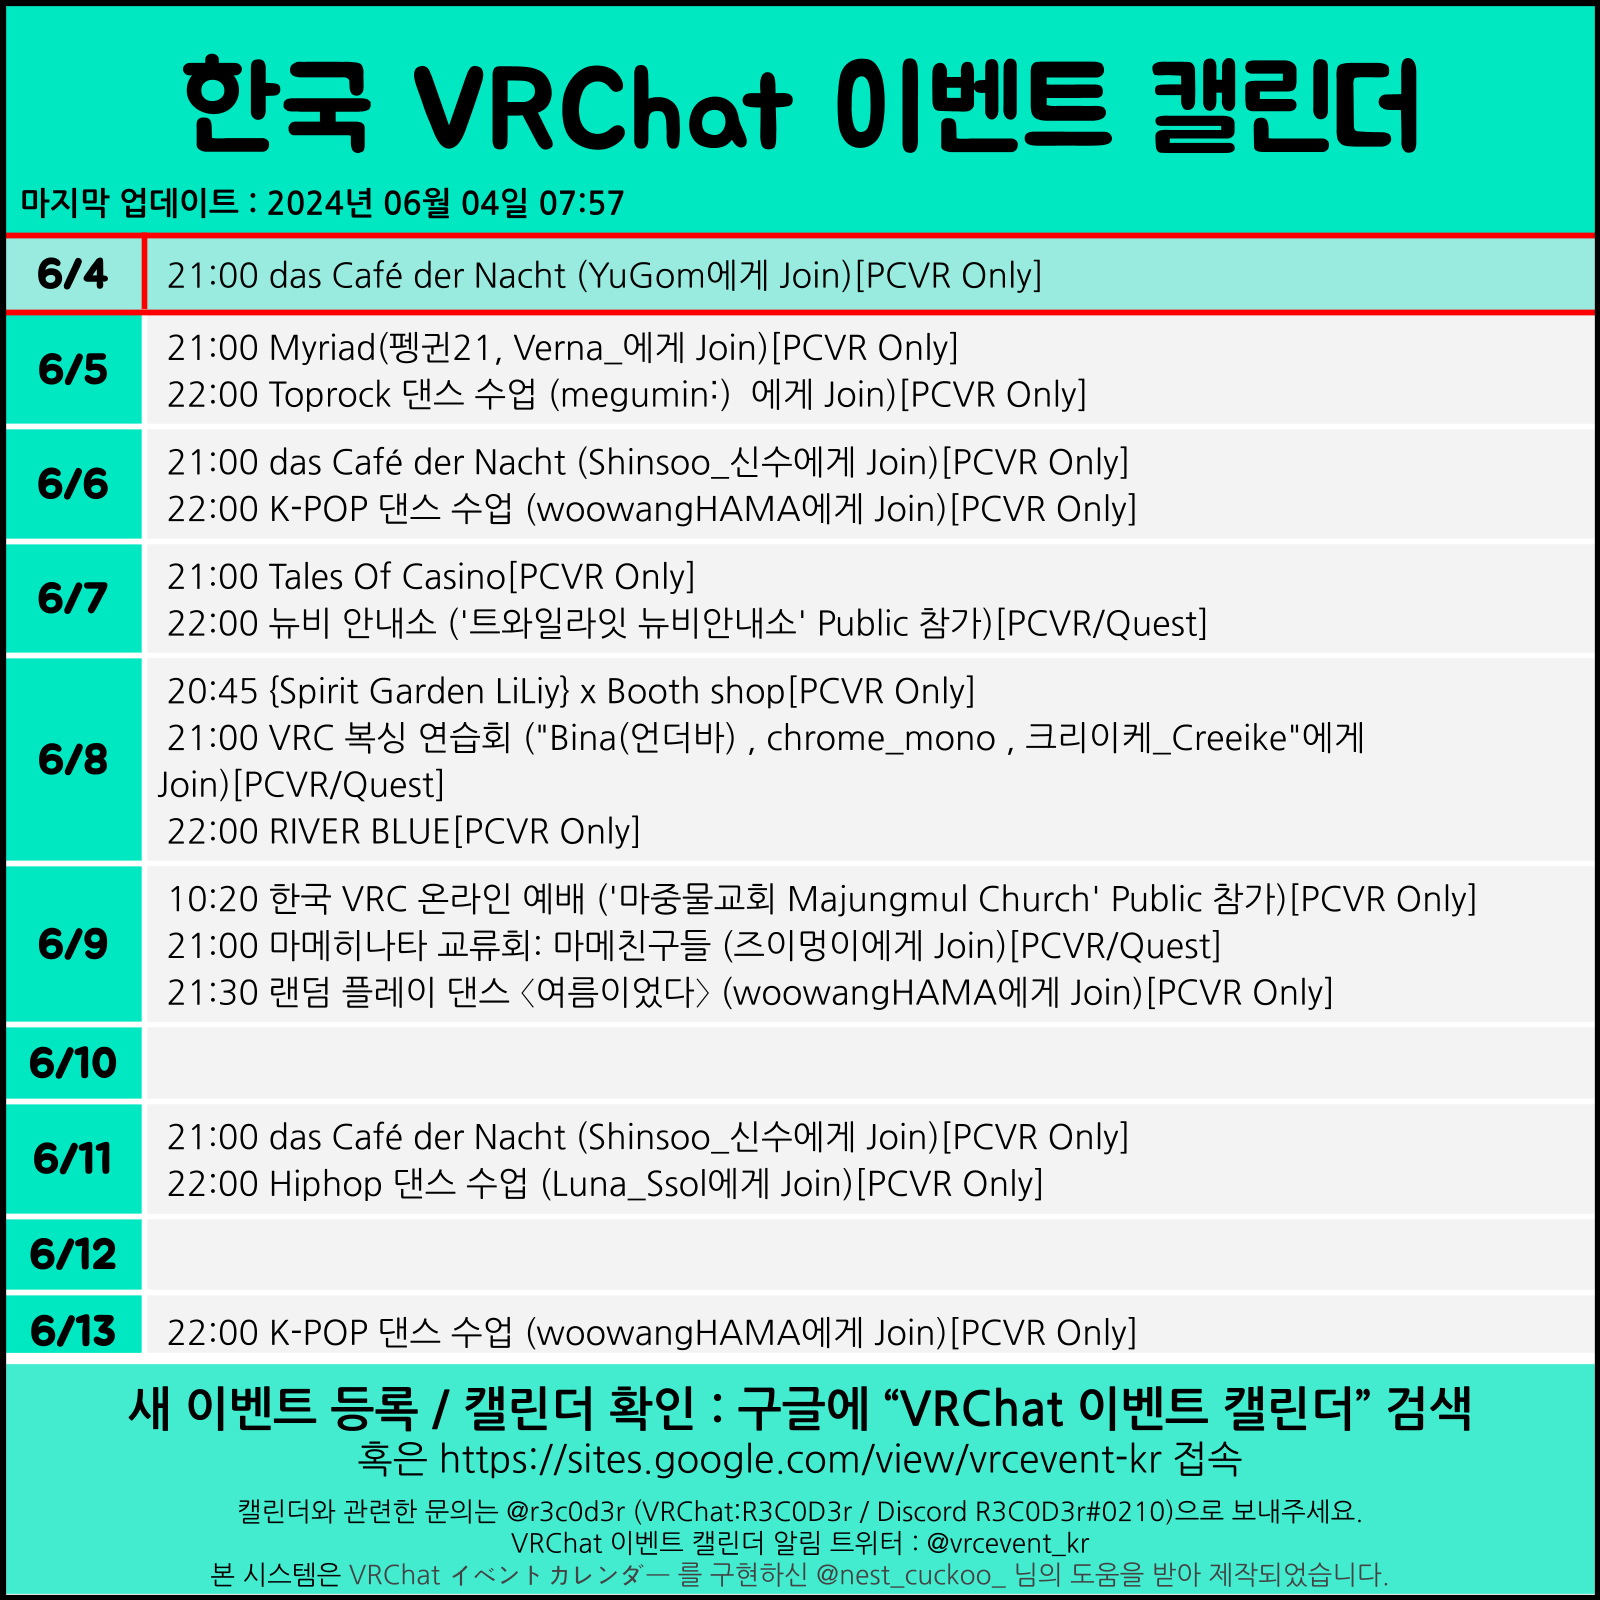 한국 VRChat 이벤트 캘린더
마지막 업데이트 : 2024년 06월 04일 07:57
6/4
21:00 das Café der Nacht (YuGom에게 Join)[PCVR Only]
6/5
21:00 Myriad(펭귄21, Verna_에게 Join)[PCVR Only]
22:00 Toprock 댄스 수업 (megumin:)  에게 Join)[PCVR Only]
6/6
21:00 das Café der Nacht (Shinsoo_신수에게 Join)[PCVR Only]
22:00 K-POP 댄스 수업 (woowangHAMA에게 Join)[PCVR Only]
6/7
21:00 Tales Of Casino[PCVR Only]
22:00 뉴비 안내소 ('트와일라잇 뉴비안내소' Public 참가)[PCVR/Quest]
6/8
20:45 {Spirit Garden LiLiy} x Booth shop[PCVR Only]
21:00 VRC 복싱 연습회 ("Bina(언더바) , chrome_mono , 크리이케_Creeike"에게
Join)[PCVR/Quest]
22:00 RIVER BLUE[PCVR Only]
6/9
10:20 한국 VRC 온라인 예배 ('마중물교회 Majungmul Church' Public 참가)[PCVR Only]
21:00 마메히나타 교류회: 마메친구들 (즈이멍이에게 Join)[PCVR/Quest]
21:30 랜덤 플레이 댄스 〈여름이었다〉 (woowangHAMA에게 Join)[PCVR Only]
6/10
6/11
21:00 das Café der Nacht (Shinsoo_신수에게 Join)[PCVR Only]
22:00 Hiphop 댄스 수업 (Luna_Ssol에게 Join)[PCVR Only]
6/12
6/13
22:00 K-POP 댄스 수업 (woowangHAMA에게 Join)[PCVR Only]
새 이벤트 등록 / 캘린더 확인 : 구글에 “VRChat 이벤트 캘린더” 검색
혹은 https://sites.google.com/view/vrcevent-kr 접속
캘린더와 관련한 문의는 @r3c0d3r (VRChat:R3C0D3r / Discord R3C0D3r#0210)으로 보내주세요.
VRChat 이벤트 캘린더 알림 트위터 : @vrcevent_kr
본 시스템은 VRChat イベントカレンダー 를 구현하신 @nest_cuckoo_ 님의 도움을 받아 제작되었습니다.